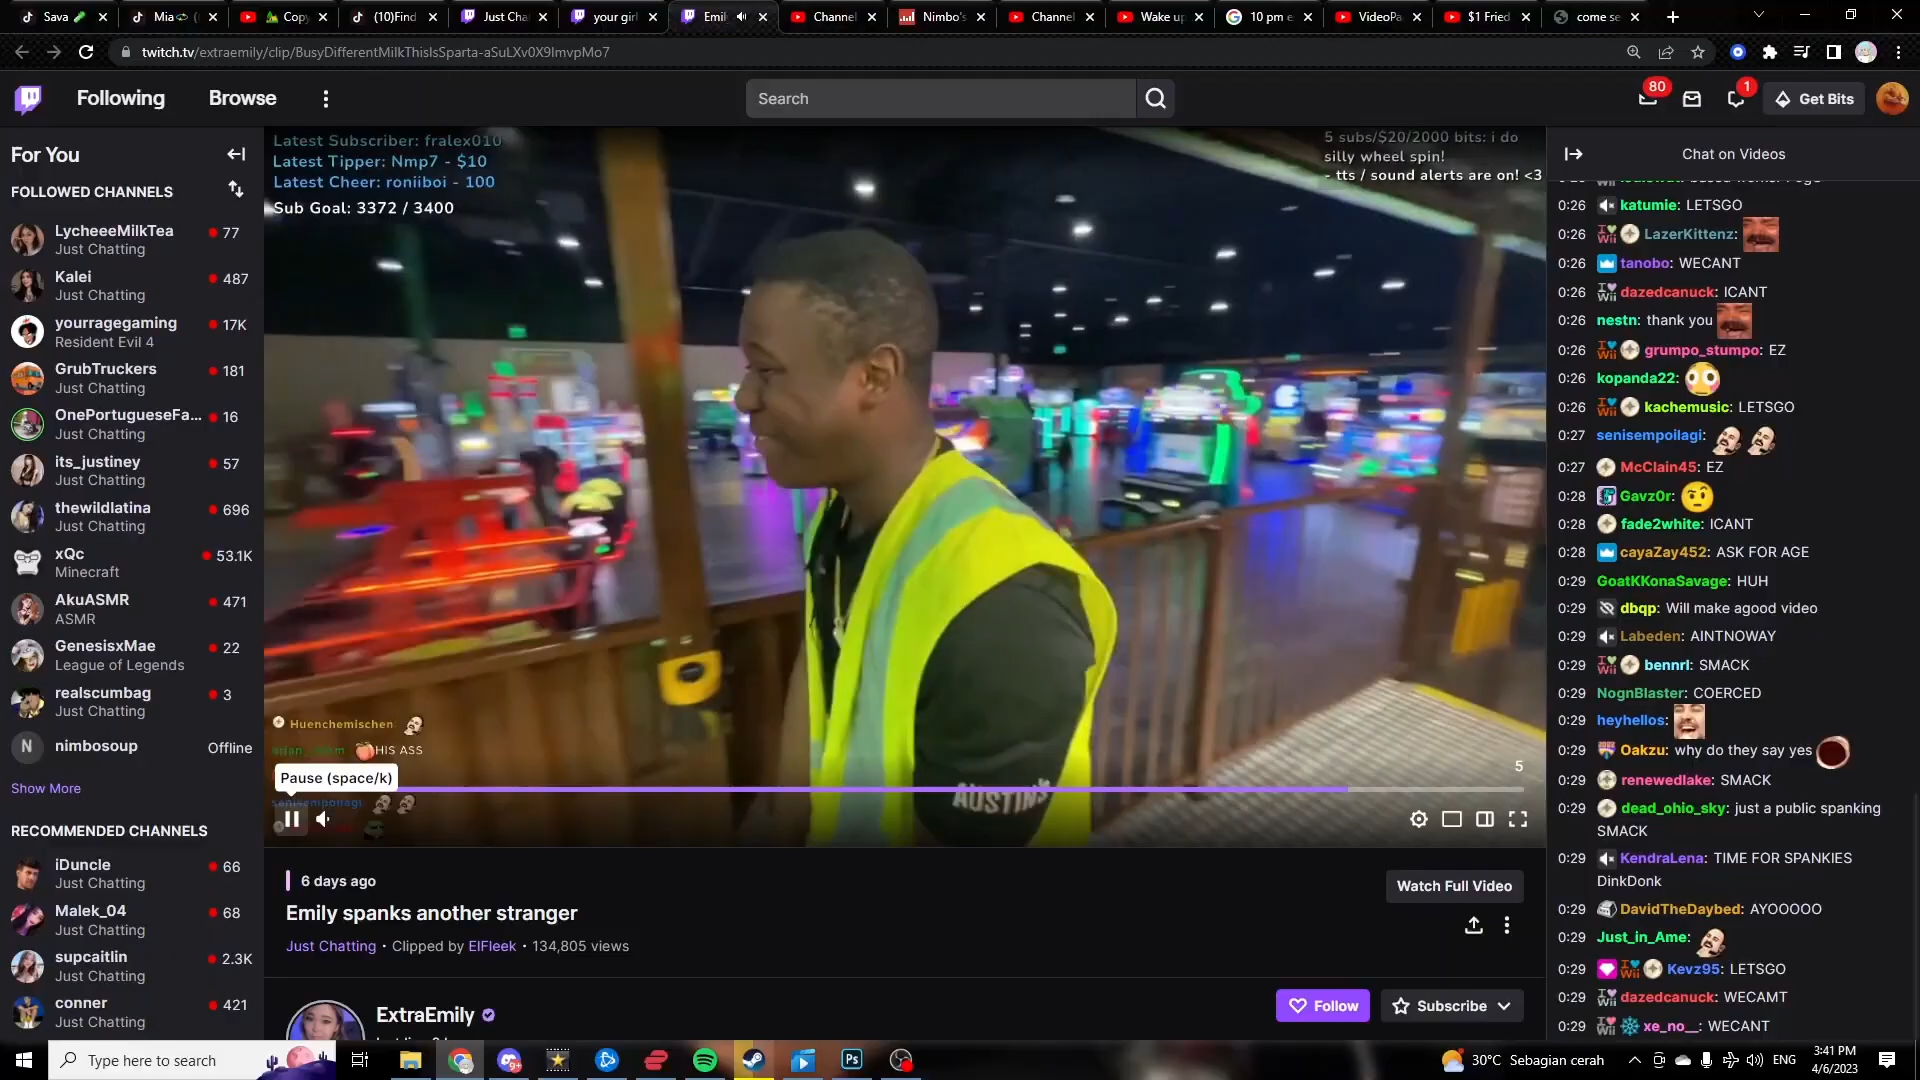 Sava
Mia
Copy
(10)Find
Just Cha
your girl
Emil
Channel
Nimbo's
Channel
Wake up
10 pm e
VideoPa
$1 Fried
come se
twitch.tv/extraemily/clip/BusyDifferentMilkThisIsSparta-aSuLXv0X9ImvpMo7
Following
Browse
Search
80
1
Get Bits
For You
FOLLOWED CHANNELS
LycheeeMilkTea 77
Just Chatting
Kalei 487
Just Chatting
yourragegaming 17K
Resident Evil 4
GrubTruckers 181
Just Chatting
OnePortugueseFa... 16
Just Chatting
its_justiney 57
Just Chatting
thewildlatina 696
Just Chatting
xQc 53.1K
Minecraft
AkuASMR 471
ASMR
GenesisxMae 22
League of Legends
realscumbag 3
Just Chatting
N nimbosoup Offline
Show More
RECOMMENDED CHANNELS
iDuncle 66
Just Chatting
Malek_04 68
Just Chatting
supcaitlin 2.3K
Just Chatting
conner 421
Just Chatting
Latest Subscriber: fralex010
Latest Tipper: Nmp7 - $10
Latest Cheer: roniiboi - 100
Sub Goal: 3372 / 3400
5 subs/$20/2000 bits: i do
silly wheel spin!
- tts / sound alerts are on! <3
Huenchemischen
HIS ASS
Pause (space/k)
senisempoilagi
AUSTIN'S
5
6 days ago
Emily spanks another stranger
Just Chatting • Clipped by ElFleek • 134,805 views
Watch Full Video
ExtraEmily
Follow
Subscribe
Chat on Videos
0:26 katumie: LETSGO
0:26 LazerKittenz:
0:26 tanobo: WECANT
0:26 dazedcanuck: ICANT
0:26 nestn: thank you
0:26 grumpo_stumpo: EZ
0:26 kopanda22:
0:26 kachemusic: LETSGO
0:27 senisempoilagi:
0:27 McClain45: EZ
0:28 Gavz0r:
0:28 fade2white: ICANT
0:28 cayaZay452: ASK FOR AGE
0:29 GoatKKonaSavage: HUH
0:29 dbqp: Will make agood video
0:29 Labeden: AINTNOWAY
0:29 bennrl: SMACK
0:29 NognBlaster: COERCED
0:29 heyhellos:
0:29 Oakzu: why do they say yes
0:29 renewedlake: SMACK
0:29 dead_ohio_sky: just a public spanking
SMACK
0:29 KendraLena: TIME FOR SPANKIES
DinkDonk
0:29 DavidTheDaybed: AYOOOOO
0:29 Just_in_Ame:
0:29 Kevz95: LETSGO
0:29 dazedcanuck: WECAMT
0:29 xe_no__: WECANT
Type here to search
9+
Ps
30°C Sebagian cerah
ENG
3:41 PM
4/6/2023